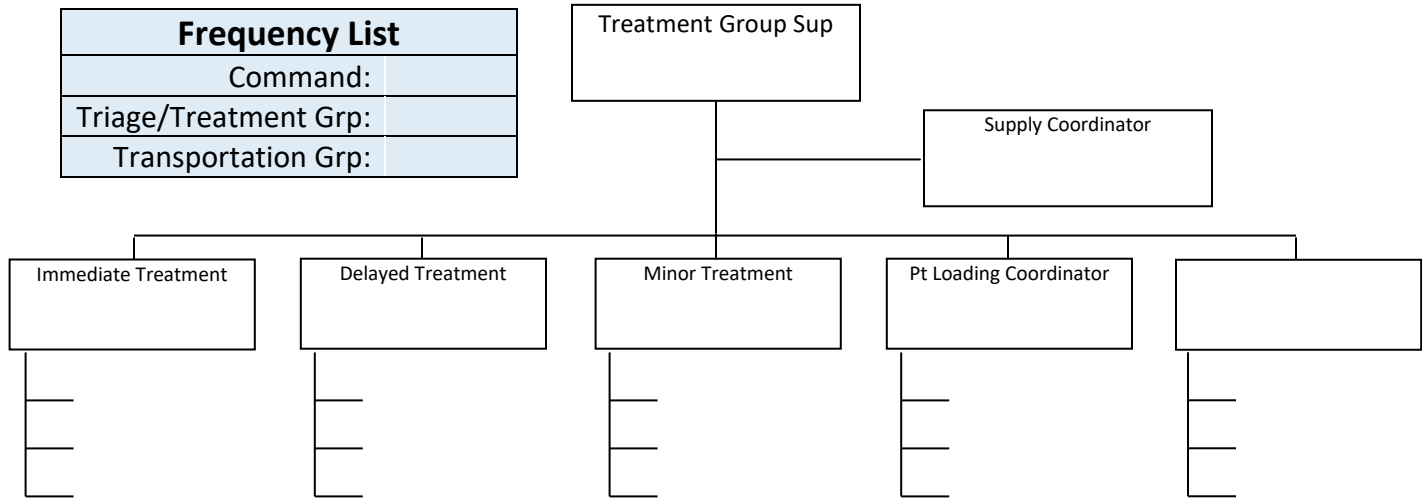 Frequency List
Command:
Triage/Treatment Grp:
Transportation Grp:
Treatment Group Sup
Supply Coordinator
Immediate Treatment
Delayed Treatment
Minor Treatment
Pt Loading Coordinator